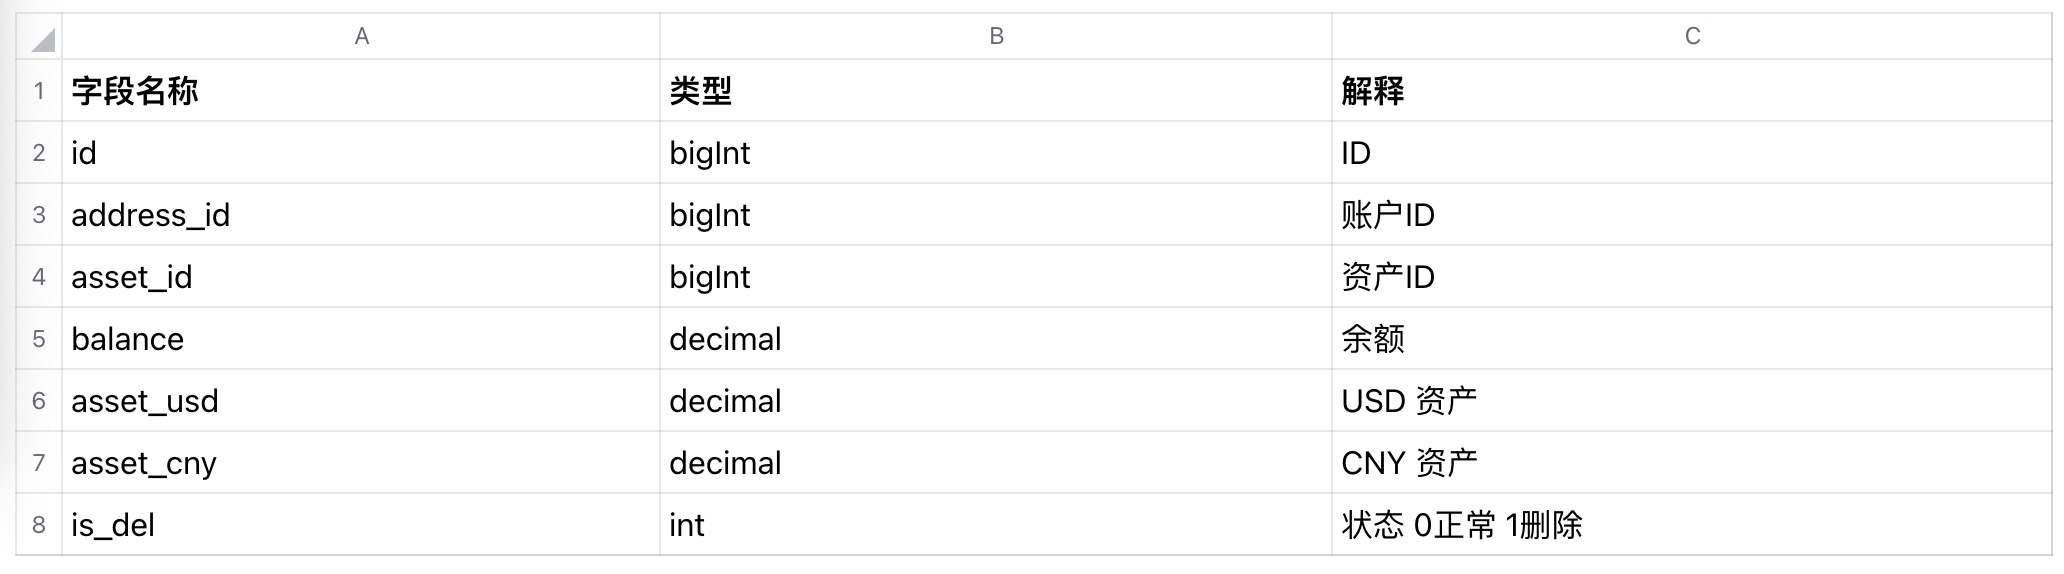 A B C
1 字段名称 类型 解释
2 id bigInt ID
3 address_id bigInt 账户ID
4 asset_id bigInt 资产ID
5 balance decimal 余额
6 asset_usd decimal USD 资产
7 asset_cny decimal CNY 资产
8 is_del int 状态 0正常 1删除